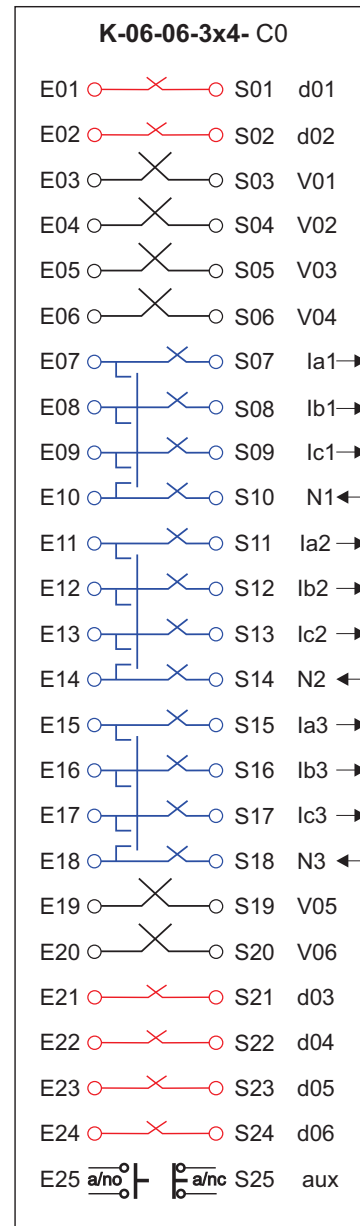 K-06-06-3x4- C0
E01 S01 d01
E02 S02 d02
E03 S03 V01
E04 S04 V02
E05 S05 V03
E06 S06 V04
E07 S07 Ia1
E08 S08 Ib1
E09 S09 Ic1
E10 S10 N1
E11 S11 Ia2
E12 S12 Ib2
E13 S13 Ic2
E14 S14 N2
E15 S15 Ia3
E16 S16 Ib3
E17 S17 Ic3
E18 S18 N3
E19 S19 V05
E20 S20 V06
E21 S21 d03
E22 S22 d04
E23 S23 d05
E24 S24 d06
E25 a/no a/nc S25 aux